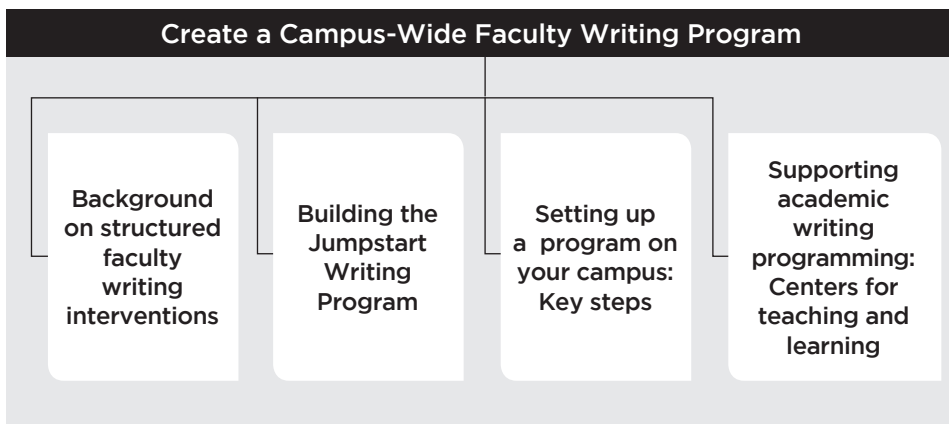 Create a Campus-Wide Faculty Writing Program
Background
on structured
faculty
writing
interventions
Building the
Jumpstart
Writing
Program
Setting up
a program on
your campus:
Key steps
Supporting
academic
writing
programming:
Centers for
teaching and
learning